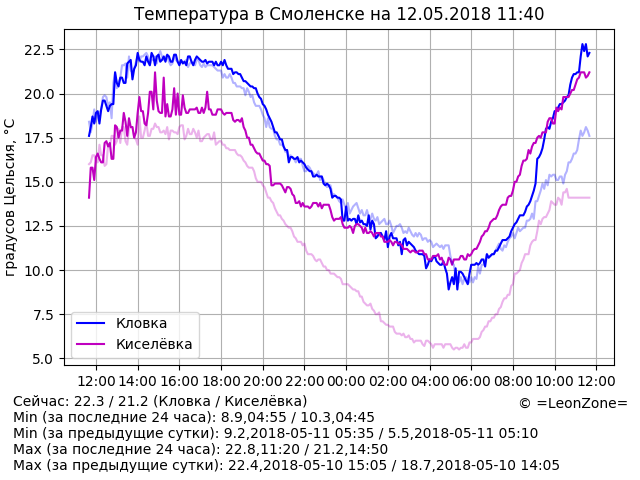 Температура в Смоленске на 12.05.2018 11:40
градусов Цельсия, °C
22.5
20.0
17.5
15.0
12.5
10.0
7.5
5.0
Кловка
Киселёвка
12:00 14:00 16:00 18:00 20:00 22:00 00:00 02:00 04:00 06:00 08:00 10:00 12:00
Сейчас: 22.3 / 21.2 (Кловка / Киселёвка)
© =LeonZone=
Min (за последние 24 часа): 8.9,04:55 / 10.3,04:45
Min (за предыдущие сутки): 9.2,2018-05-11 05:35 / 5.5,2018-05-11 05:10
Max (за последние 24 часа): 22.8,11:20 / 21.2,14:50
Max (за предыдущие сутки): 22.4,2018-05-10 15:05 / 18.7,2018-05-10 14:05